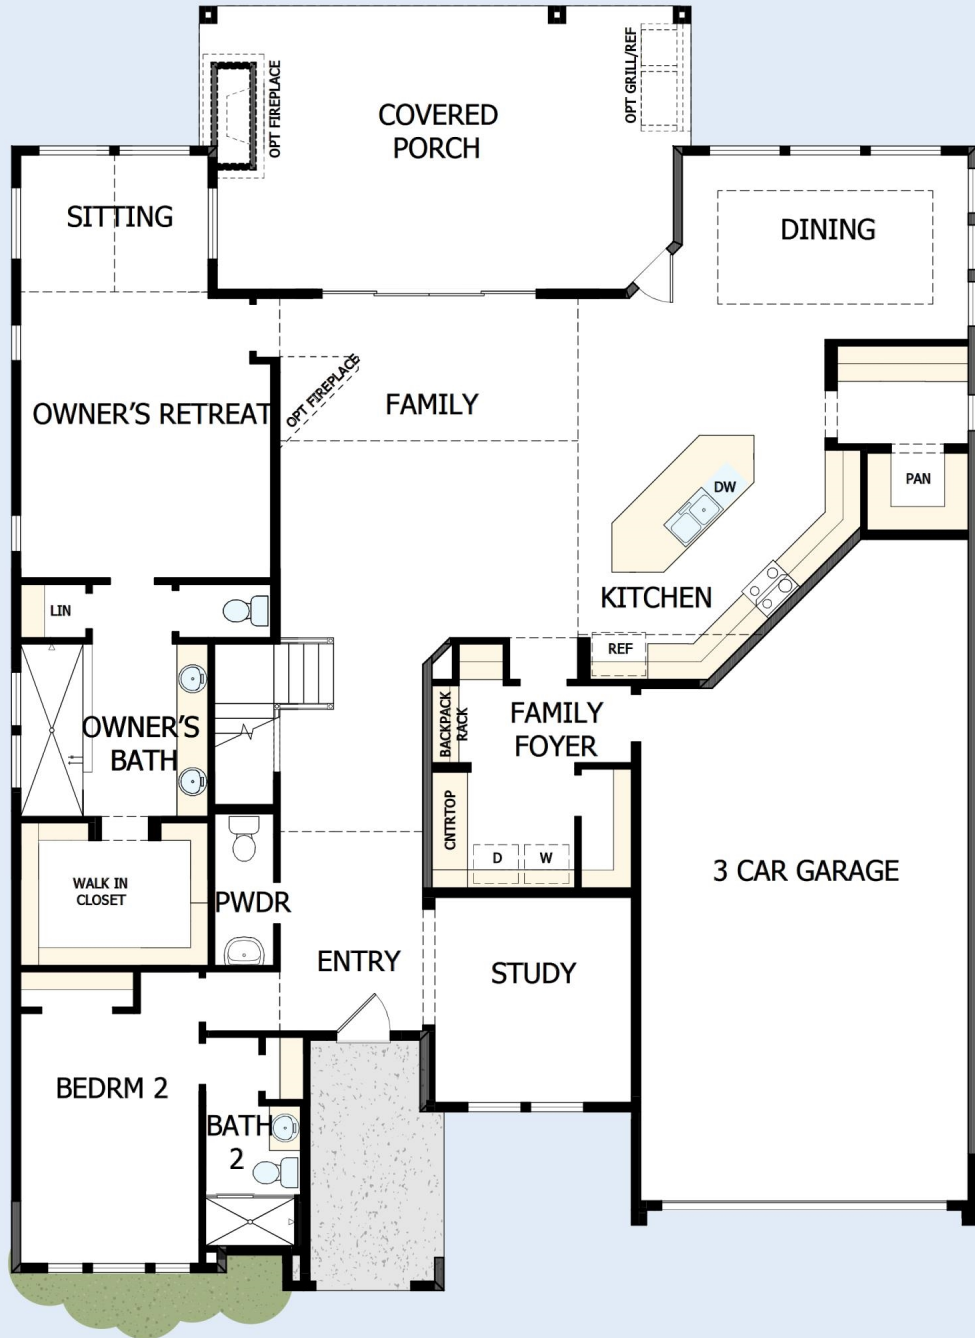 OPT FIREPLACE
COVERED
PORCH
OPT GRILL/REF
SITTING
DINING
OWNER'S RETREAT
OPT FIREPLACE
FAMILY
DW
PAN
KITCHEN
REF
LIN
OWNER'S
BATH
BACKPACK
RACK
FAMILY
FOYER
CNTRTOP
D
W
WALK IN
CLOSET
PWDR
3 CAR GARAGE
ENTRY
STUDY
BEDRM 2
BATH
2